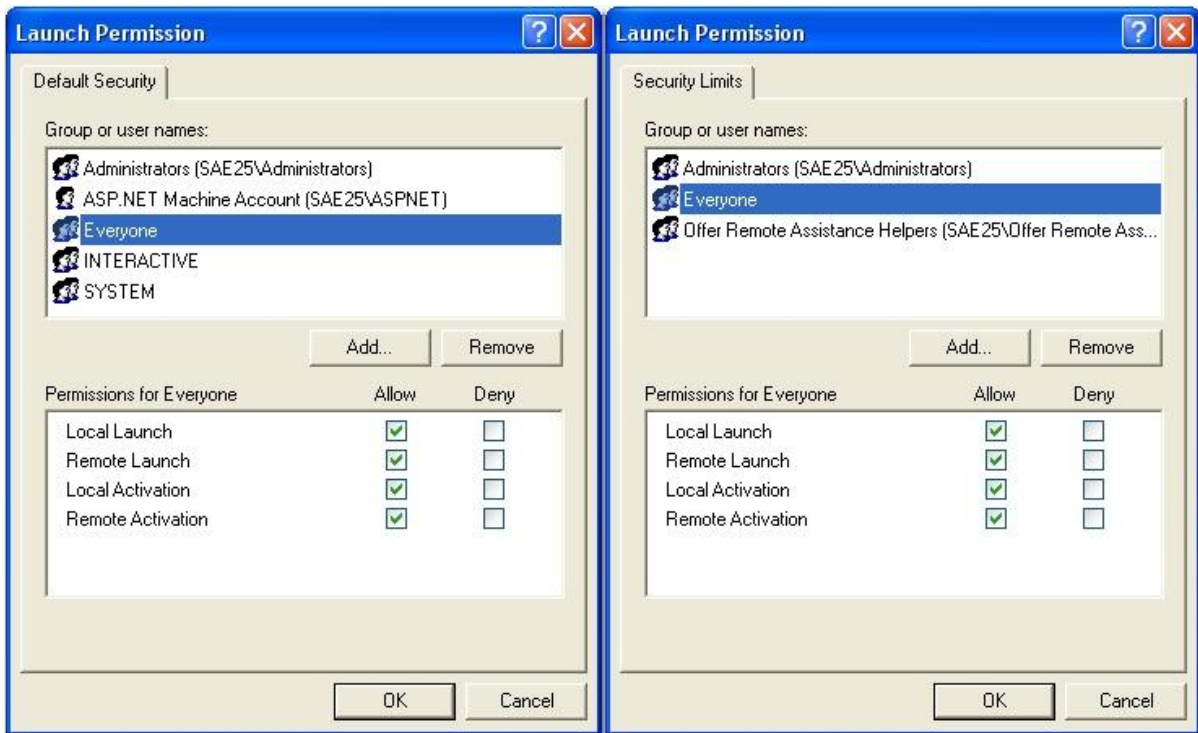 Launch Permission
Default Security
Group or user names:
Administrators (SAE25\Administrators)
ASP.NET Machine Account (SAE25\ASPNET)
Everyone
INTERACTIVE
SYSTEM
Add...
Remove
Permissions for Everyone
Allow
Deny
Local Launch
Remote Launch
Local Activation
Remote Activation
OK
Cancel
Launch Permission
Security Limits
Group or user names:
Administrators (SAE25\Administrators)
Everyone
Offer Remote Assistance Helpers (SAE25\Offer Remote Ass...
Add...
Remove
Permissions for Everyone
Allow
Deny
Local Launch
Remote Launch
Local Activation
Remote Activation
OK
Cancel